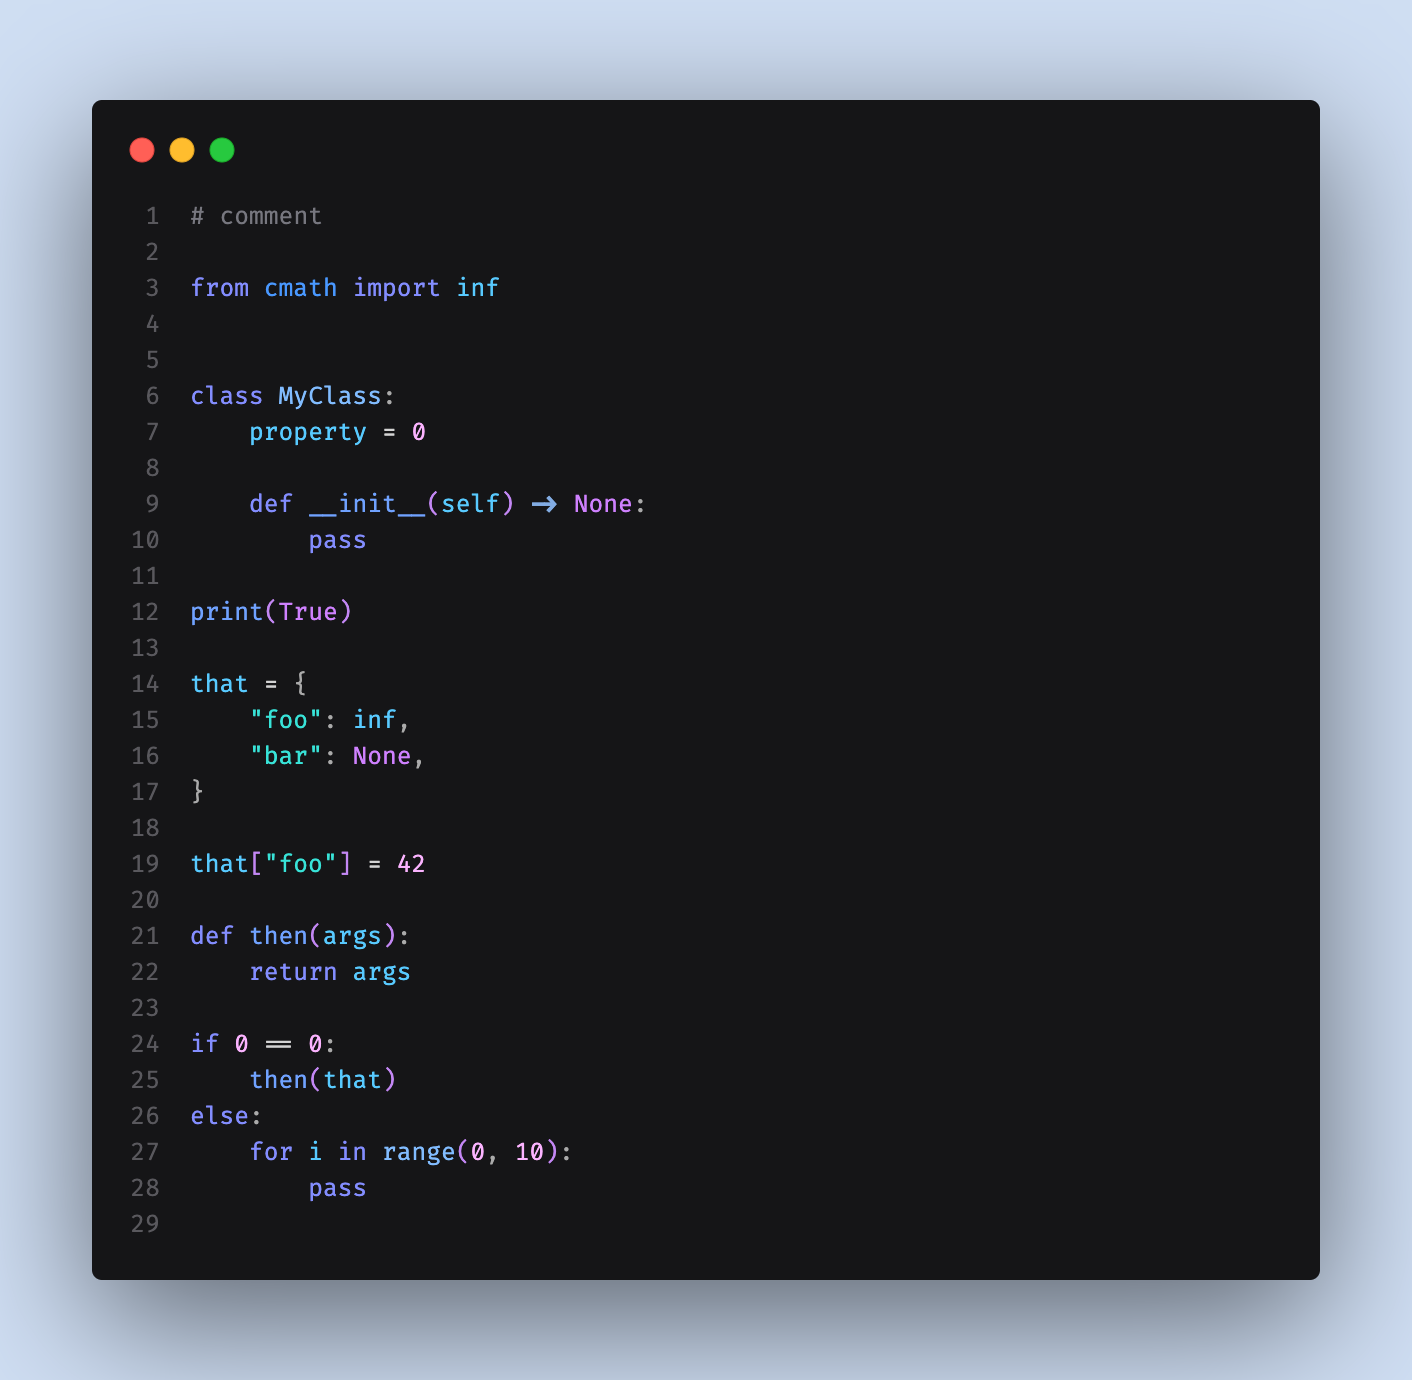 1 # comment
2
3 from cmath import inf
4
5
6 class MyClass:
7     property = 0
8
9     def __init__(self) -> None:
10         pass
11
12 print(True)
13
14 that = {
15     "foo": inf,
16     "bar": None,
17 }
18
19 that["foo"] = 42
20
21 def then(args):
22     return args
23
24 if 0 == 0:
25     then(that)
26 else:
27     for i in range(0, 10):
28         pass
29